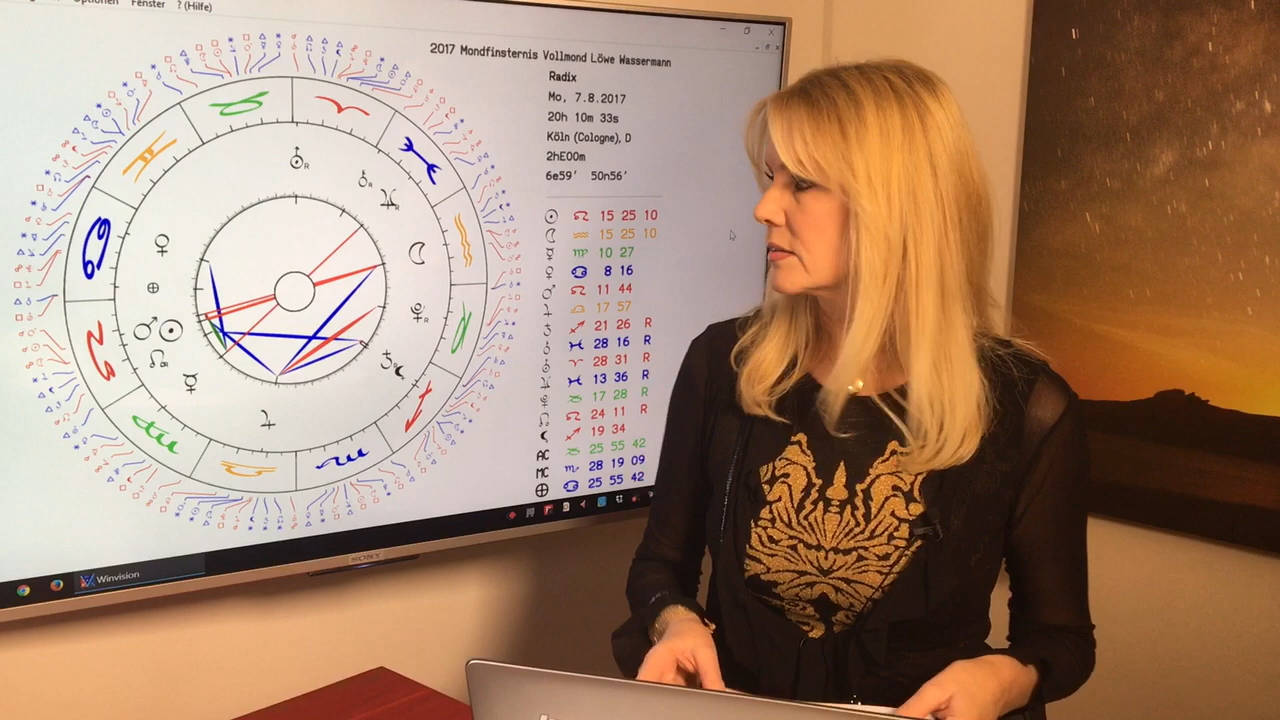 Optionen Fenster ? (Hilfe)
2017 Mondfinsternis Vollmond Löwe Wassermann
Radix
Mo, 7.8.2017
20h 10m 33s
Köln (Cologne), D
2hE00m
6e59' 50n56'
☉ ♌ 15 25 10
☽ ♒ 15 25 10
☿ ♍ 10 27
♀ ♋ 8 16
♂ ♌ 11 44
♃ ♎ 17 57
♄ ♐ 21 26 R
♓ 28 16 R
♈ 28 31 R
♓ 13 36 R
♑ 17 28 R
☊ ♌ 24 11 R
⚸ ♐ 19 34
AC ♑ 25 55 42
MC ♏ 28 19 09
⊕ ♋ 25 55 42
SONY
Winvision